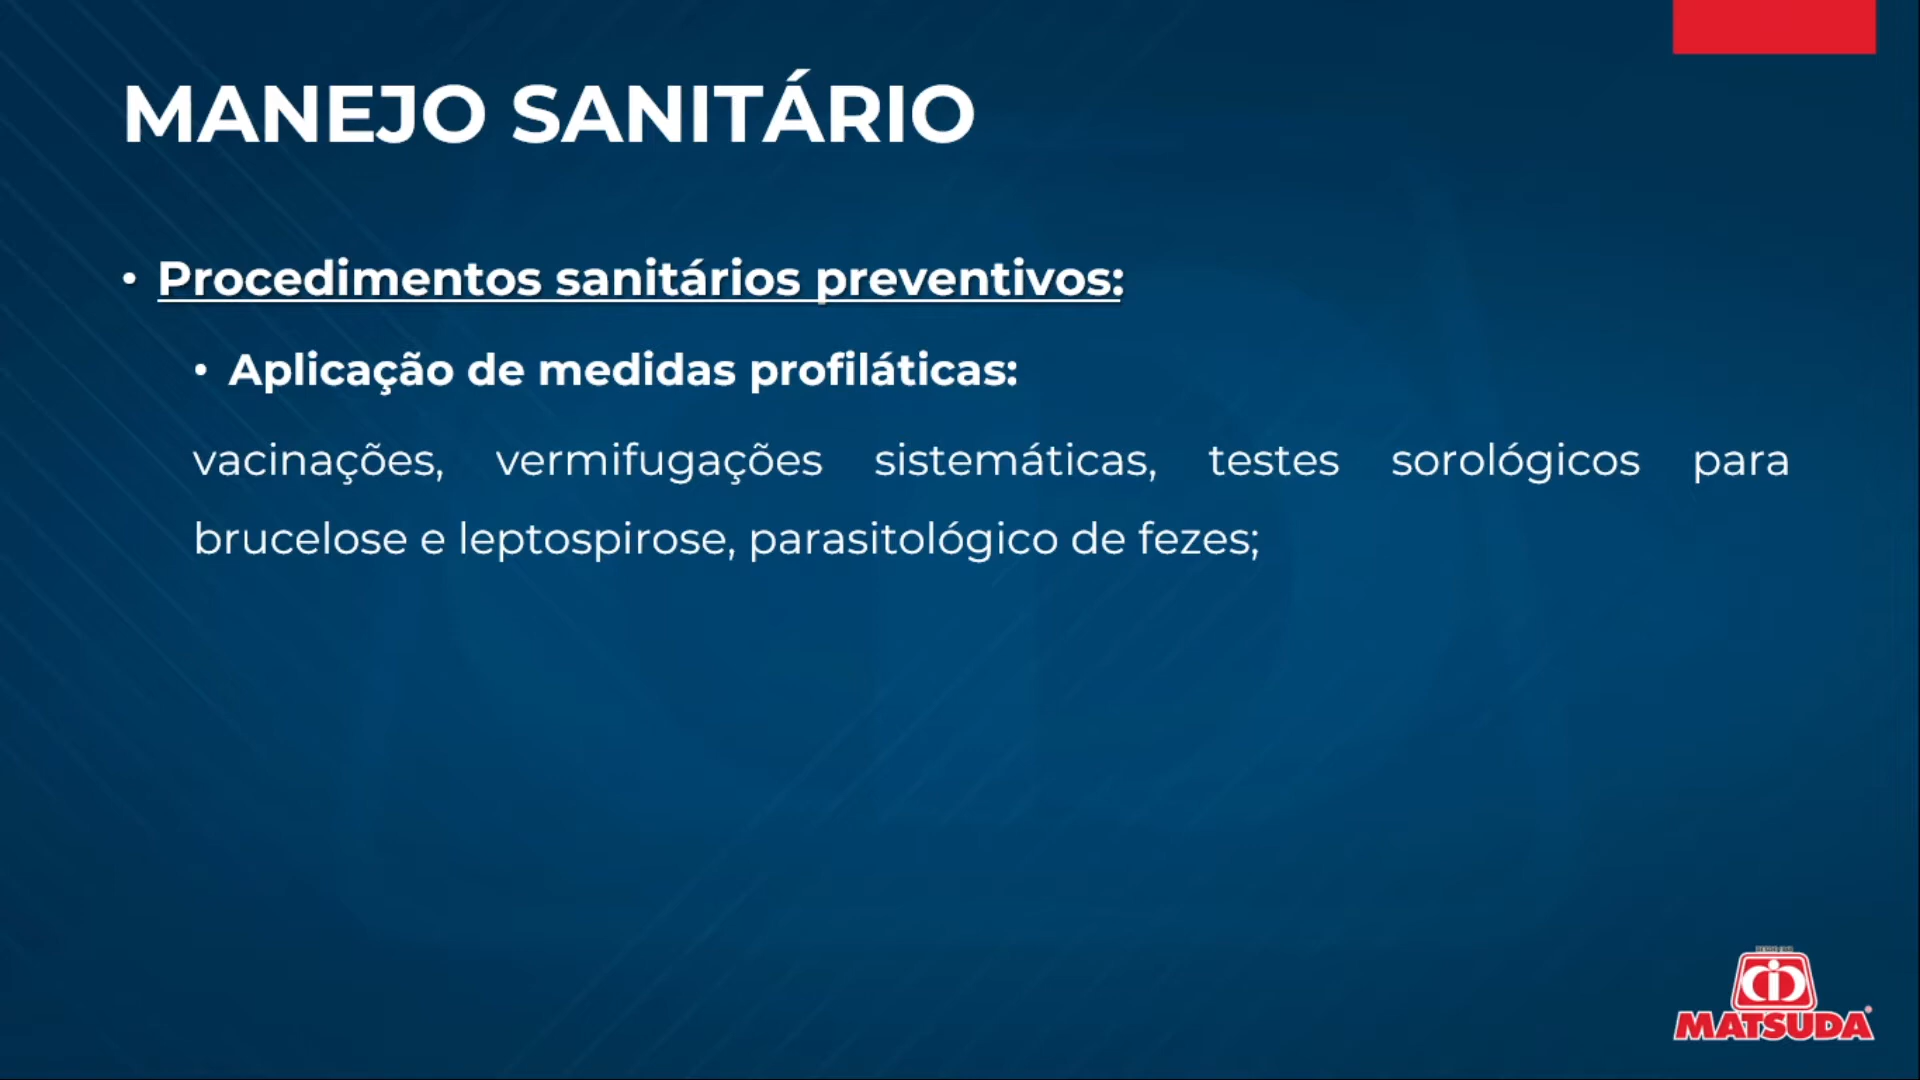 MANEJO SANITÁRIO
• Procedimentos sanitários preventivos:
• Aplicação de medidas profiláticas:
vacinações, vermifugações sistemáticas, testes sorológicos para
brucelose e leptospirose, parasitológico de fezes;
MATSUDA®